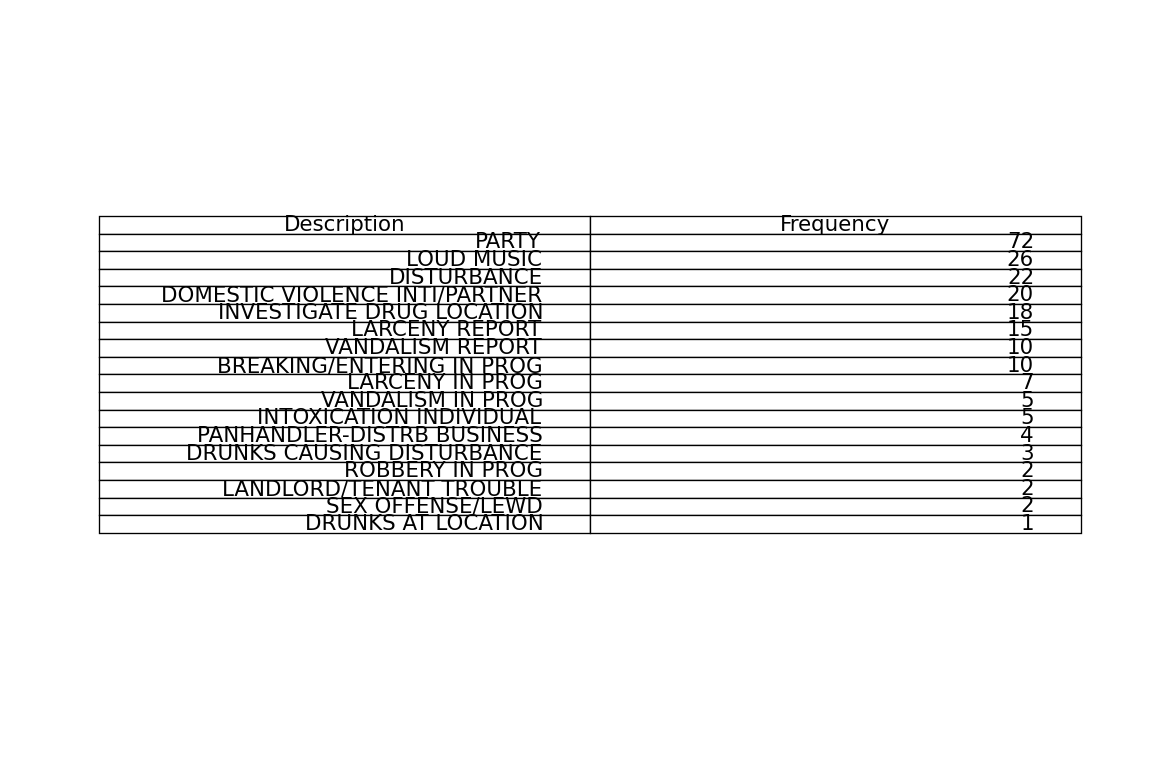 Description Frequency
PARTY 72
LOUD MUSIC 26
DISTURBANCE 22
DOMESTIC VIOLENCE INTI/PARTNER 20
INVESTIGATE DRUG LOCATION 18
LARCENY REPORT 15
VANDALISM REPORT 10
BREAKING/ENTERING IN PROG 10
LARCENY IN PROG 7
VANDALISM IN PROG 5
INTOXICATION INDIVIDUAL 5
PANHANDLER-DISTRB BUSINESS 4
DRUNKS CAUSING DISTURBANCE 3
ROBBERY IN PROG 2
LANDLORD/TENANT TROUBLE 2
SEX OFFENSE/LEWD 2
DRUNKS AT LOCATION 1